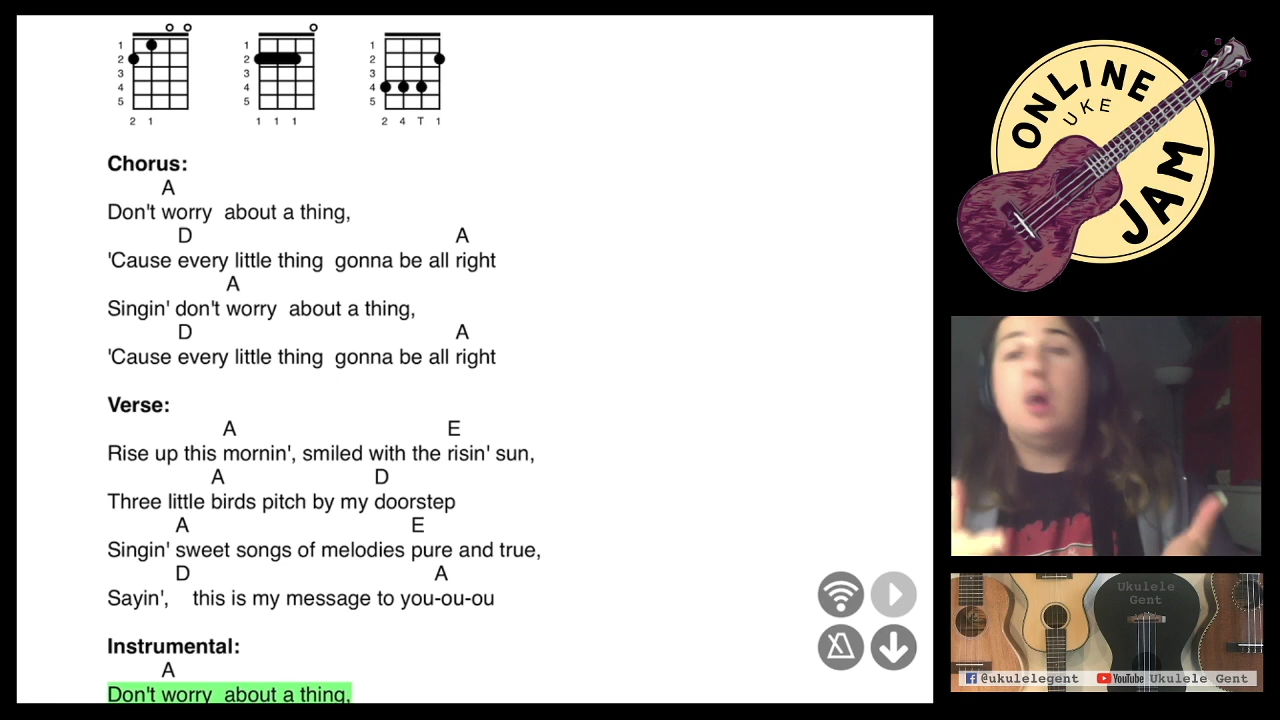 1
2
3
4
5
2 1
1
2
3
4
5
1 1 1
1
2
3
4
5
2 4 T 1
Chorus:
A
Don't worry about a thing,
D A
'Cause every little thing gonna be all right
A
Singin' don't worry about a thing,
D A
'Cause every little thing gonna be all right
Verse:
A E
Rise up this mornin', smiled with the risin' sun,
A D
Three little birds pitch by my doorstep
A E
Singin' sweet songs of melodies pure and true,
D A
Sayin', this is my message to you-ou-ou
Instrumental:
A
Don't worry about a thing,
ONLINE
UKE
JAM
Ukulele
Gent
@ukulelegent YouTube Ukulele Gent